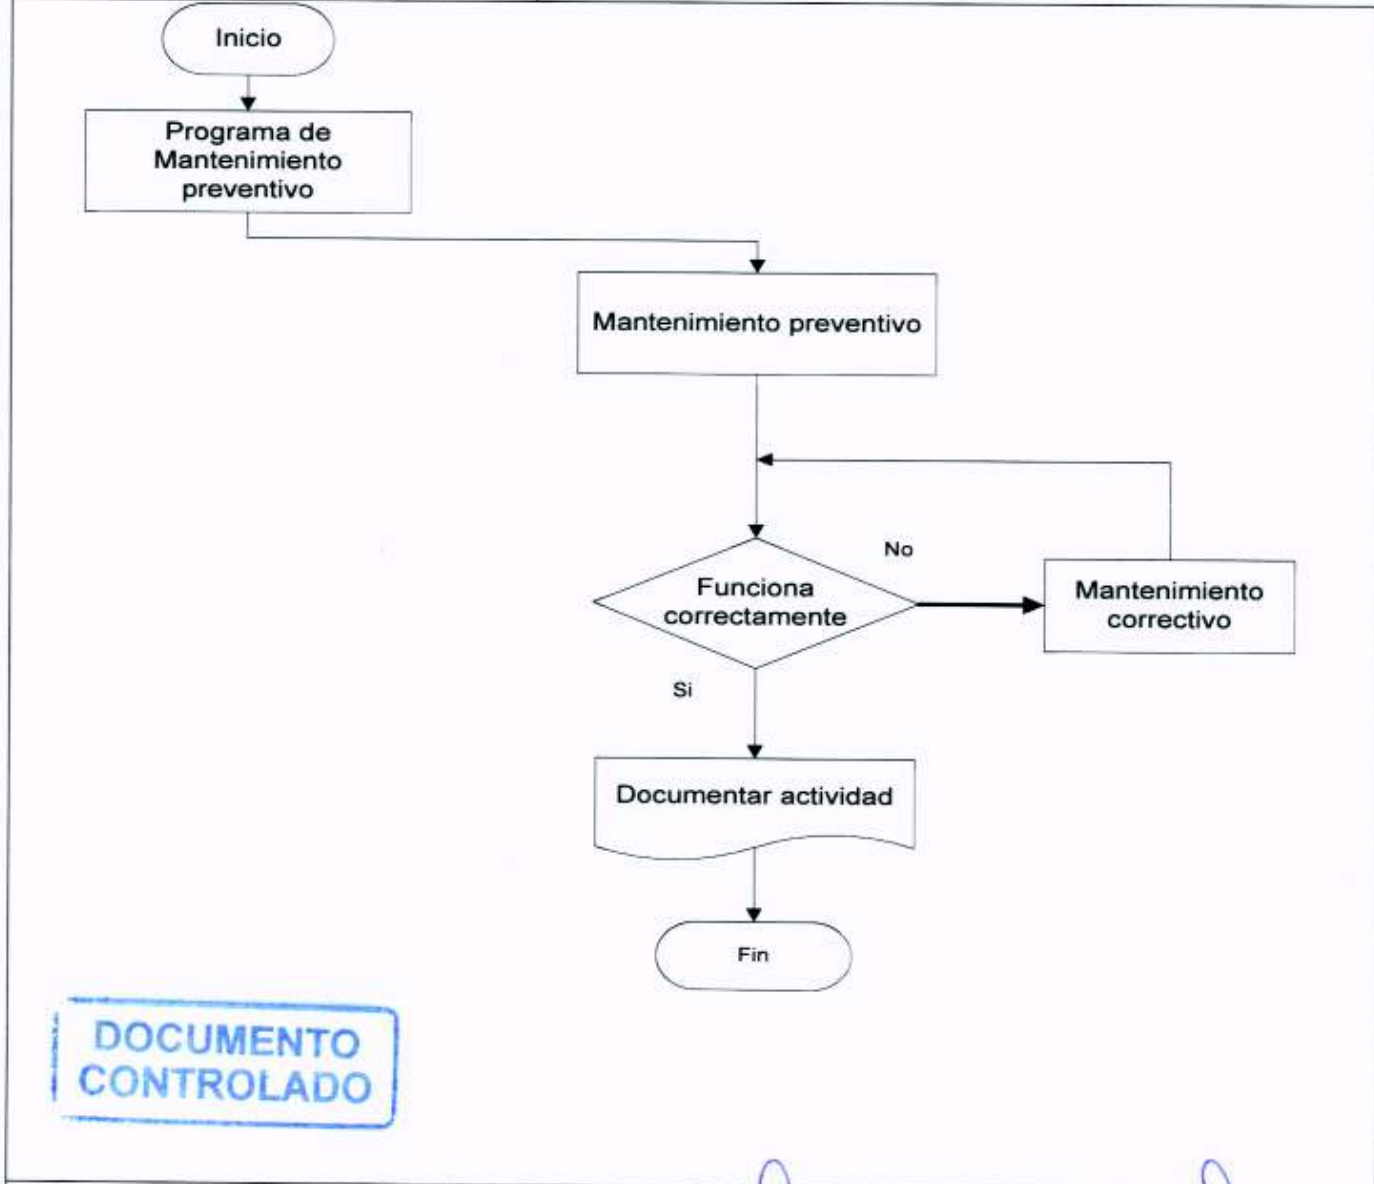 Inicio
Programa de
Mantenimiento
preventivo
Mantenimiento preventivo
No
Funciona
correctamente
Mantenimiento
correctivo
Si
Documentar actividad
Fin
DOCUMENTO
CONTROLADO